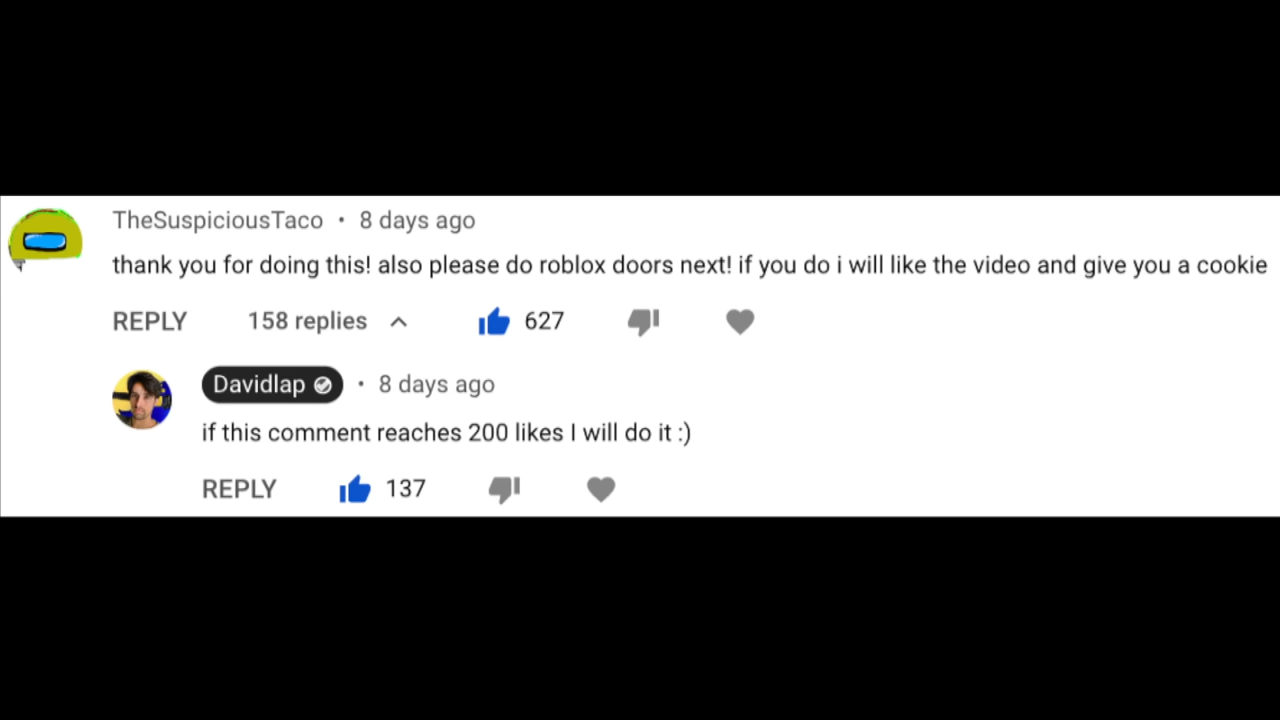 TheSuspiciousTaco • 8 days ago
thank you for doing this! also please do roblox doors next! if you do i will like the video and give you a cookie
REPLY 158 replies 627
Davidlap • 8 days ago
if this comment reaches 200 likes I will do it :)
REPLY 137